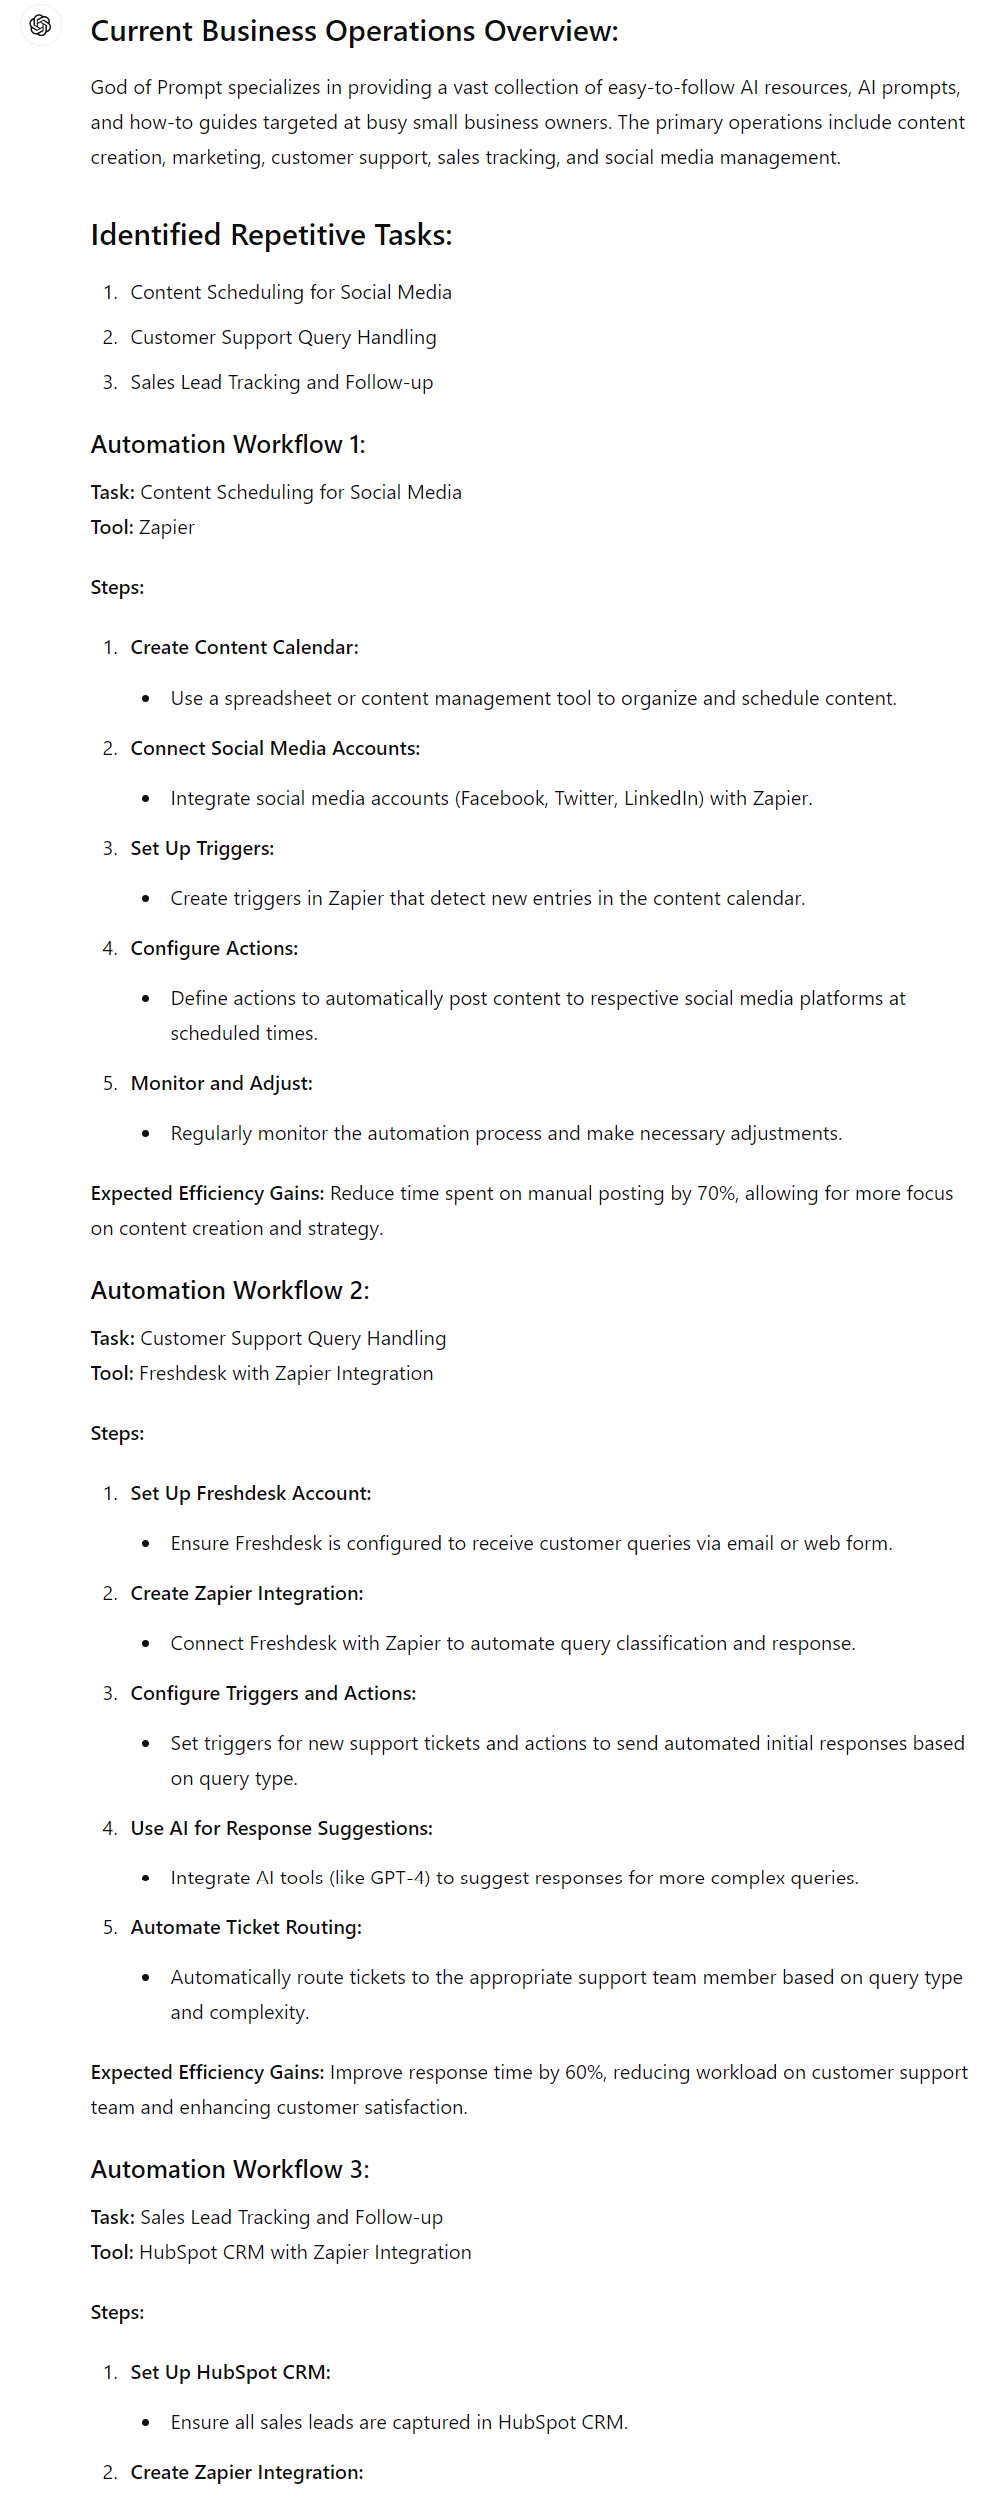 Current Business Operations Overview:
God of Prompt specializes in providing a vast collection of easy-to-follow AI resources, AI prompts,
and how-to guides targeted at busy small business owners. The primary operations include content
creation, marketing, customer support, sales tracking, and social media management.
Identified Repetitive Tasks:
1. Content Scheduling for Social Media
2. Customer Support Query Handling
3. Sales Lead Tracking and Follow-up
Automation Workflow 1:
Task: Content Scheduling for Social Media
Tool: Zapier
Steps:
1. Create Content Calendar:
• Use a spreadsheet or content management tool to organize and schedule content.
2. Connect Social Media Accounts:
• Integrate social media accounts (Facebook, Twitter, LinkedIn) with Zapier.
3. Set Up Triggers:
• Create triggers in Zapier that detect new entries in the content calendar.
4. Configure Actions:
• Define actions to automatically post content to respective social media platforms at
scheduled times.
5. Monitor and Adjust:
• Regularly monitor the automation process and make necessary adjustments.
Expected Efficiency Gains: Reduce time spent on manual posting by 70%, allowing for more focus
on content creation and strategy.
Automation Workflow 2:
Task: Customer Support Query Handling
Tool: Freshdesk with Zapier Integration
Steps:
1. Set Up Freshdesk Account:
• Ensure Freshdesk is configured to receive customer queries via email or web form.
2. Create Zapier Integration:
• Connect Freshdesk with Zapier to automate query classification and response.
3. Configure Triggers and Actions:
• Set triggers for new support tickets and actions to send automated initial responses based
on query type.
4. Use AI for Response Suggestions:
• Integrate AI tools (like GPT-4) to suggest responses for more complex queries.
5. Automate Ticket Routing:
• Automatically route tickets to the appropriate support team member based on query type
and complexity.
Expected Efficiency Gains: Improve response time by 60%, reducing workload on customer support
team and enhancing customer satisfaction.
Automation Workflow 3:
Task: Sales Lead Tracking and Follow-up
Tool: HubSpot CRM with Zapier Integration
Steps:
1. Set Up HubSpot CRM:
• Ensure all sales leads are captured in HubSpot CRM.
2. Create Zapier Integration: